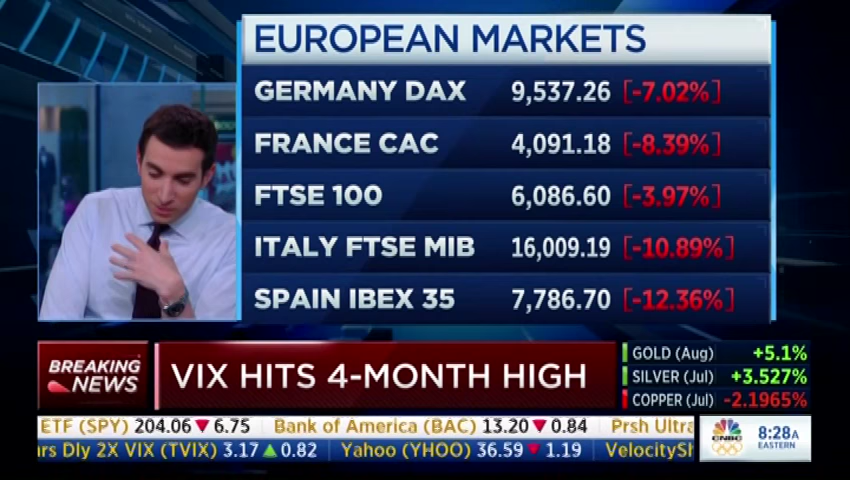 EUROPEAN MARKETS
GERMANY DAX 9,537.26 [-7.02%]
FRANCE CAC 4,091.18 [-8.39%]
FTSE 100 6,086.60 [-3.97%]
ITALY FTSE MIB 16,009.19 [-10.89%]
SPAIN IBEX 35 7,786.70 [-12.36%]
BREAKING NEWS
VIX HITS 4-MONTH HIGH
GOLD (Aug) +5.1%
SILVER (Jul) +3.527%
COPPER (Jul) -2.1965%
ETF (SPY) 204.06 ▼ 6.75 Bank of America (BAC) 13.20 ▼ 0.84 Prsh Ultra
rs Dly 2X VIX (TVIX) 3.17 ▲ 0.82 Yahoo (YHOO) 36.59 ▼ 1.19 VelocitySh
CNBC
8:28A
EASTERN